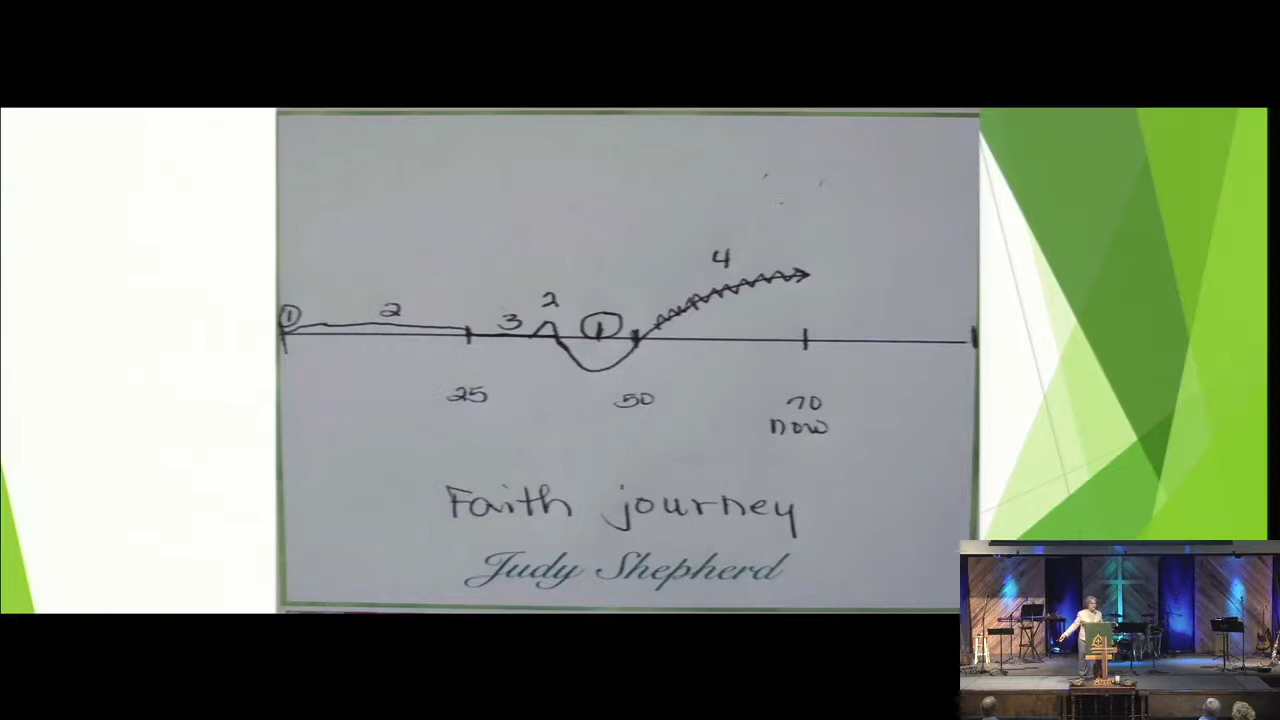 4
2
① 2 3 ①
25 50 70
now
Faith journey
Judy Shepherd